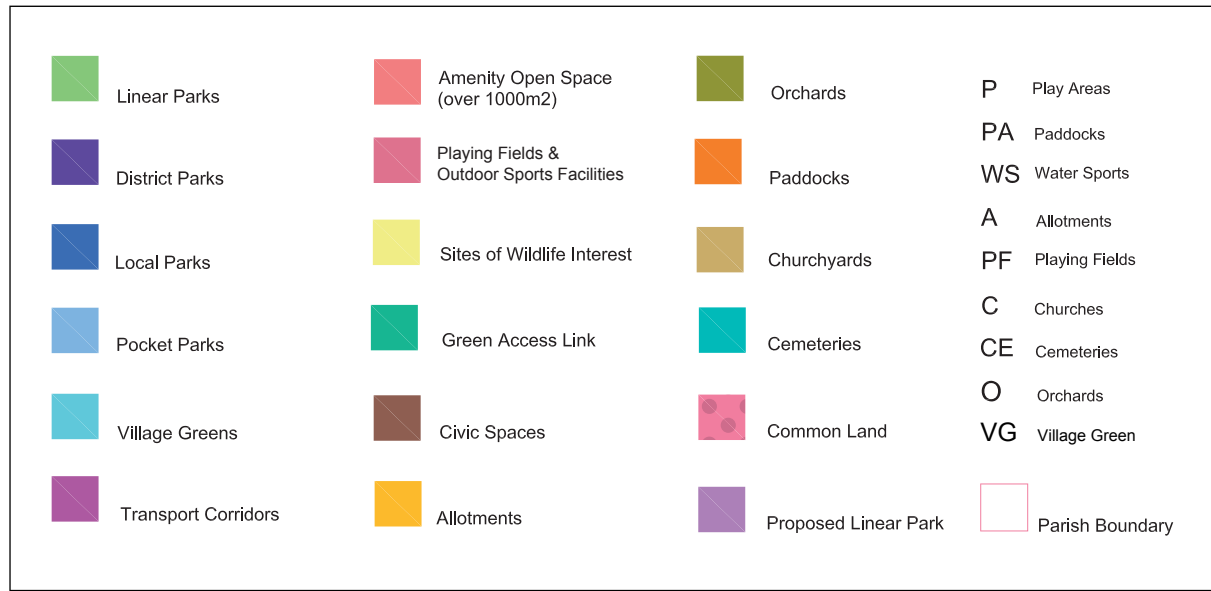 Linear Parks
District Parks
Local Parks
Pocket Parks
Village Greens
Transport Corridors
Amenity Open Space
(over 1000m2)
Playing Fields &
Outdoor Sports Facilities
Sites of Wildlife Interest
Green Access Link
Civic Spaces
Allotments
Orchards
Paddocks
Churchyards
Cemeteries
Common Land
Proposed Linear Park
P Play Areas
PA Paddocks
WS Water Sports
A Allotments
PF Playing Fields
C Churches
CE Cemeteries
O Orchards
VG Village Green
Parish Boundary